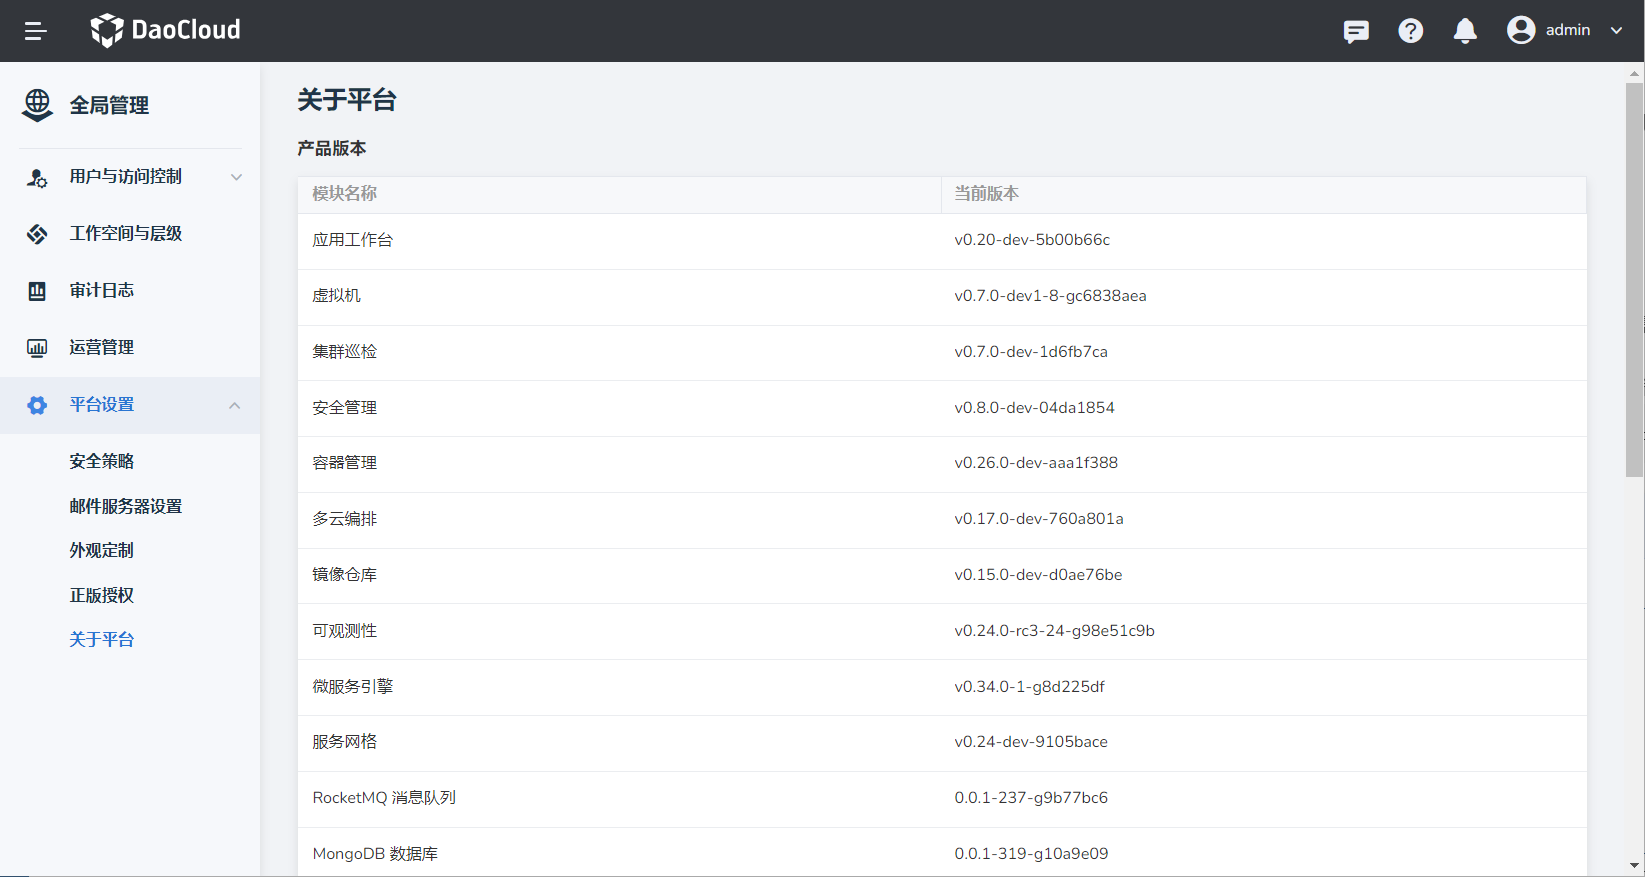 DaoCloud
admin
全局管理
用户与访问控制
工作空间与层级
审计日志
运营管理
平台设置
安全策略
邮件服务器设置
外观定制
正版授权
关于平台
关于平台
产品版本
模块名称 当前版本
应用工作台 v0.20-dev-5b00b66c
虚拟机 v0.7.0-dev1-8-gc6838aea
集群巡检 v0.7.0-dev-1d6fb7ca
安全管理 v0.8.0-dev-04da1854
容器管理 v0.26.0-dev-aaa1f388
多云编排 v0.17.0-dev-760a801a
镜像仓库 v0.15.0-dev-d0ae76be
可观测性 v0.24.0-rc3-24-g98e51c9b
微服务引擎 v0.34.0-1-g8d225df
服务网格 v0.24-dev-9105bace
RocketMQ 消息队列 0.0.1-237-g9b77bc6
MongoDB 数据库 0.0.1-319-g10a9e09